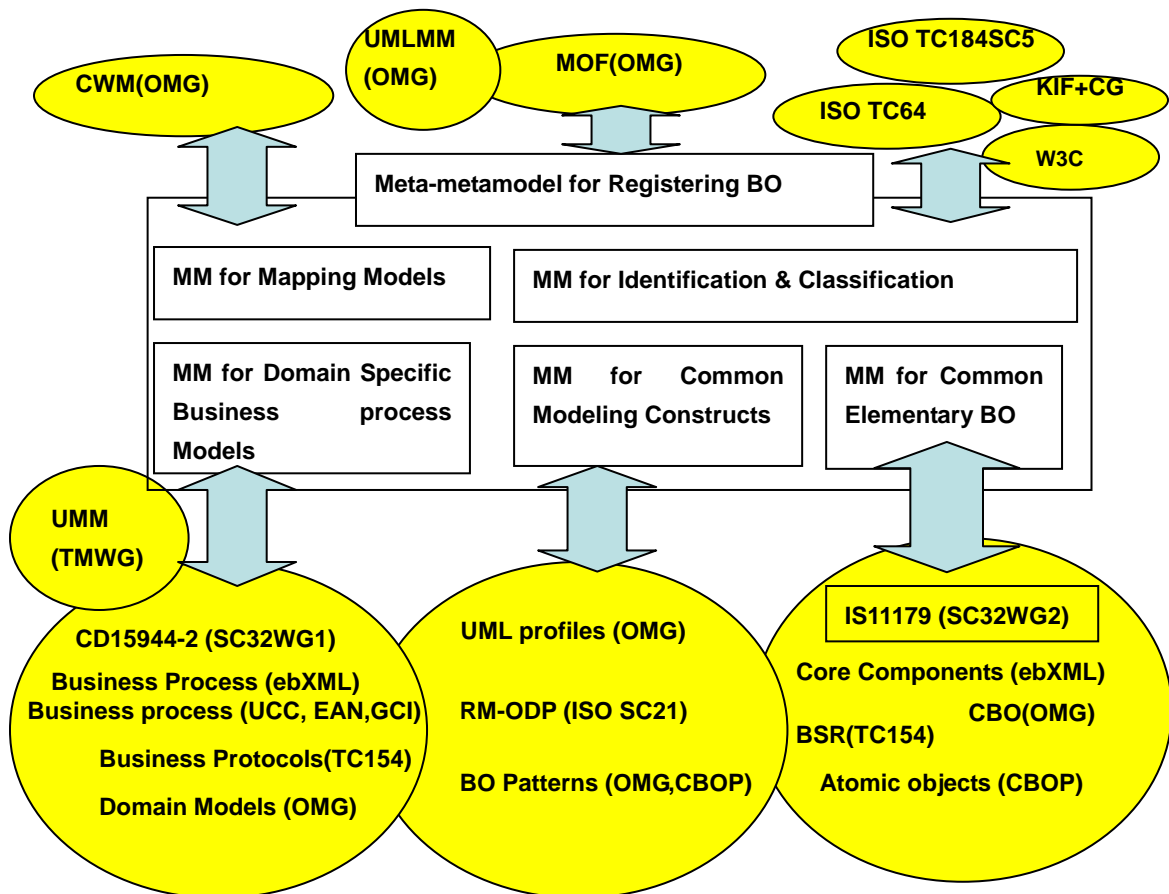 ISO TC184SC5
UMLMM
(OMG)
MOF(OMG)
CWM(OMG)
KIF+CG
ISO TC64
W3C
Meta-metamodel for Registering BO
MM for Mapping Models
MM for Identification & Classification
MM for Domain Specific
Business process
Models
MM for Common
Modeling Constructs
MM for Common
Elementary BO
UMM
(TMWG)
CD15944-2 (SC32WG1)
Business Process (ebXML)
Business process (UCC, EAN,GCI)
Business Protocols(TC154)
Domain Models (OMG)
UML profiles (OMG)
RM-ODP (ISO SC21)
BO Patterns (OMG,CBOP)
IS11179 (SC32WG2)
Core Components (ebXML)
CBO(OMG)
BSR(TC154)
Atomic objects (CBOP)